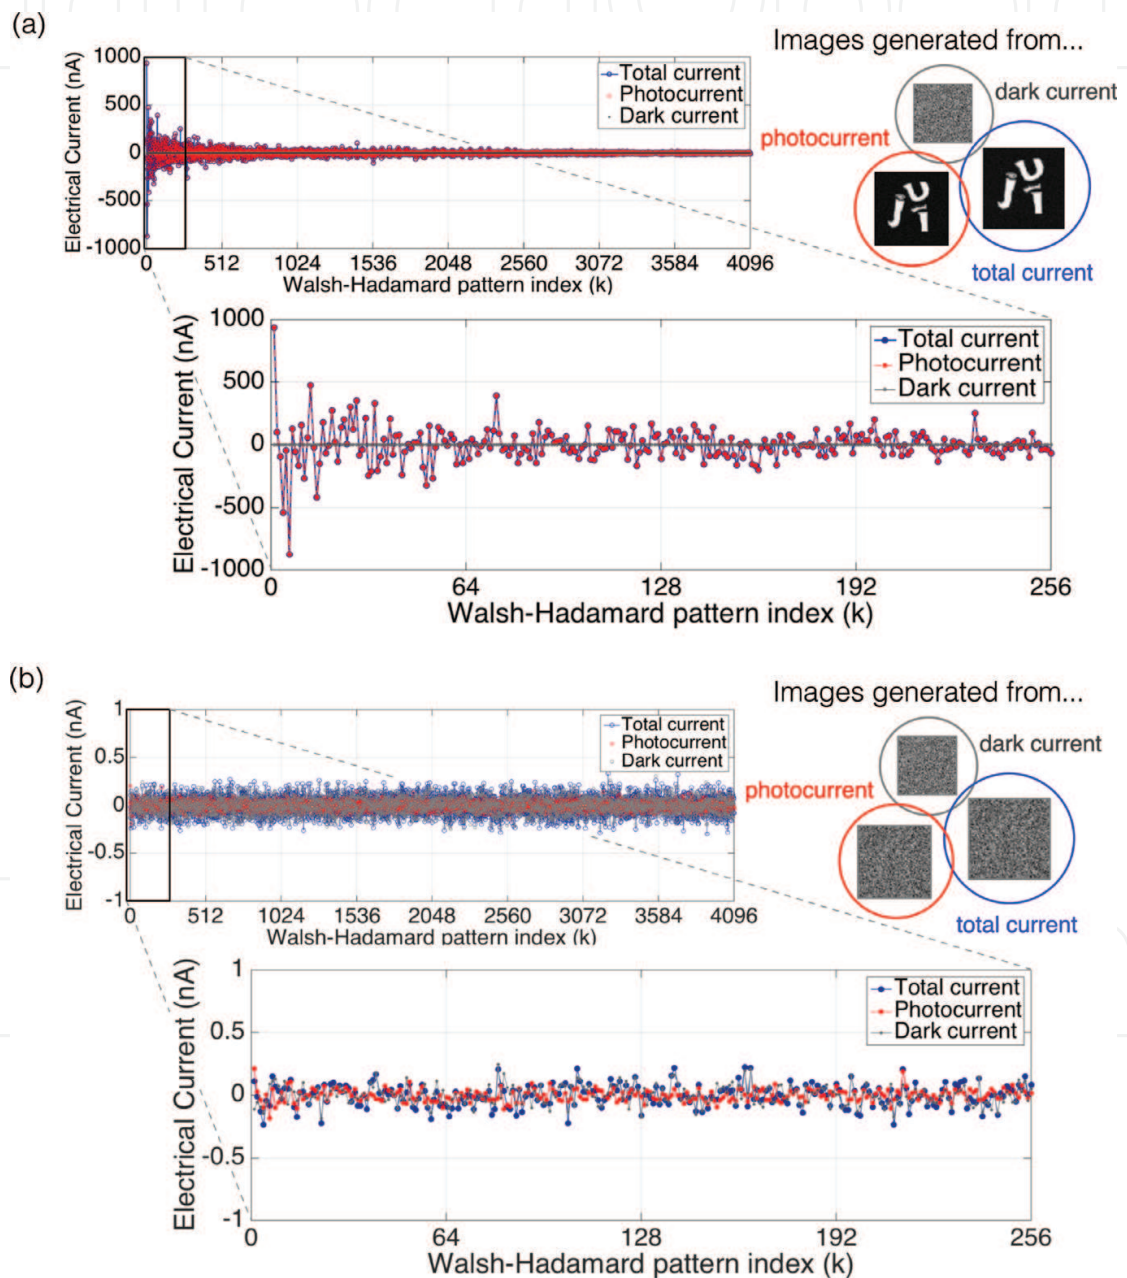 (a)
Images generated from...
dark current
photocurrent
total current
Electrical Current (nA)
1000
500
0
-500
-1000
Total current
Photocurrent
Dark current
0 512 1024 1536 2048 2560 3072 3584 4096
Walsh-Hadamard pattern index (k)
Electrical Current (nA)
1000
500
0
-500
-1000
Total current
Photocurrent
Dark current
0 64 128 192 256
Walsh-Hadamard pattern index (k)
(b)
Images generated from...
dark current
photocurrent
total current
Electrical Current (nA)
1
0.5
0
-0.5
-1
Total current
Photocurrent
Dark current
0 512 1024 1536 2048 2560 3072 3584 4096
Walsh-Hadamard pattern index (k)
Electrical Current (nA)
1
0.5
0
-0.5
-1
Total current
Photocurrent
Dark current
0 64 128 192 256
Walsh-Hadamard pattern index (k)